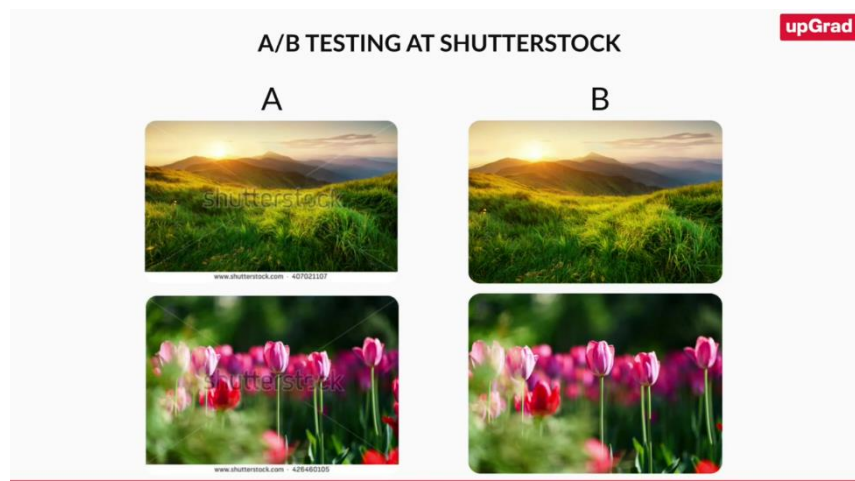 upGrad
A/B TESTING AT SHUTTERSTOCK
A
B
shutterstock
www.shutterstock.com · 407021107
shutterstock
www.shutterstock.com · 426460105